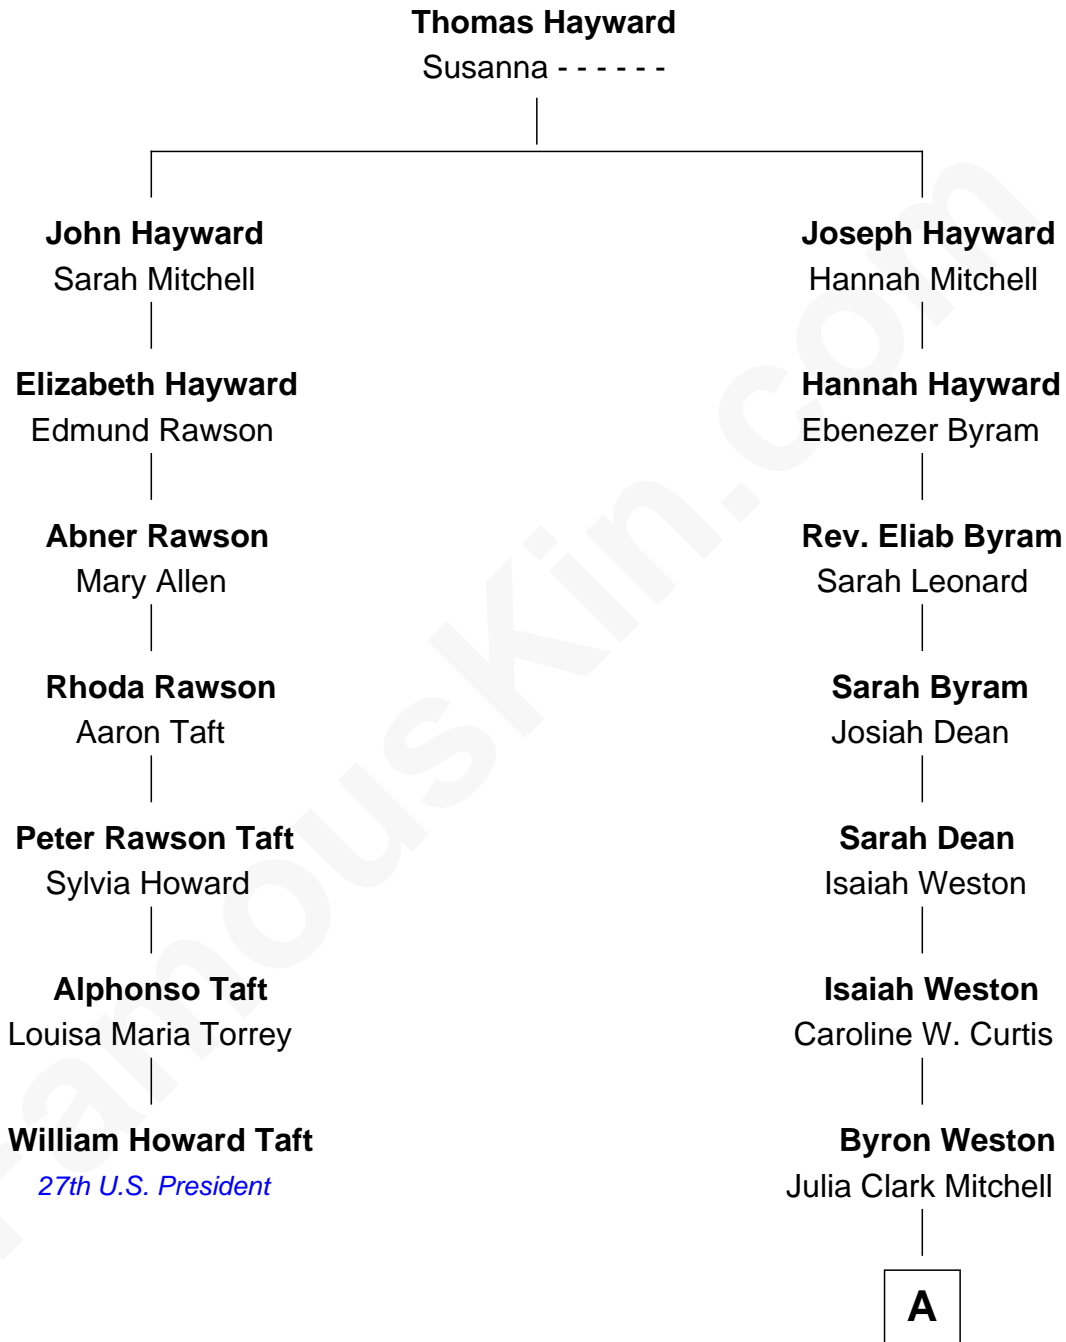 Thomas Hayward
Susanna - - - - - -
John Hayward
Sarah Mitchell
Joseph Hayward
Hannah Mitchell
Elizabeth Hayward
Edmund Rawson
Hannah Hayward
Ebenezer Byram
Abner Rawson
Mary Allen
Rev. Eliab Byram
Sarah Leonard
Rhoda Rawson
Aaron Taft
Sarah Byram
Josiah Dean
Peter Rawson Taft
Sylvia Howard
Sarah Dean
Isaiah Weston
Alphonso Taft
Louisa Maria Torrey
Isaiah Weston
Caroline W. Curtis
William Howard Taft
27th U.S. President
Byron Weston
Julia Clark Mitchell
A
FamousKin.com